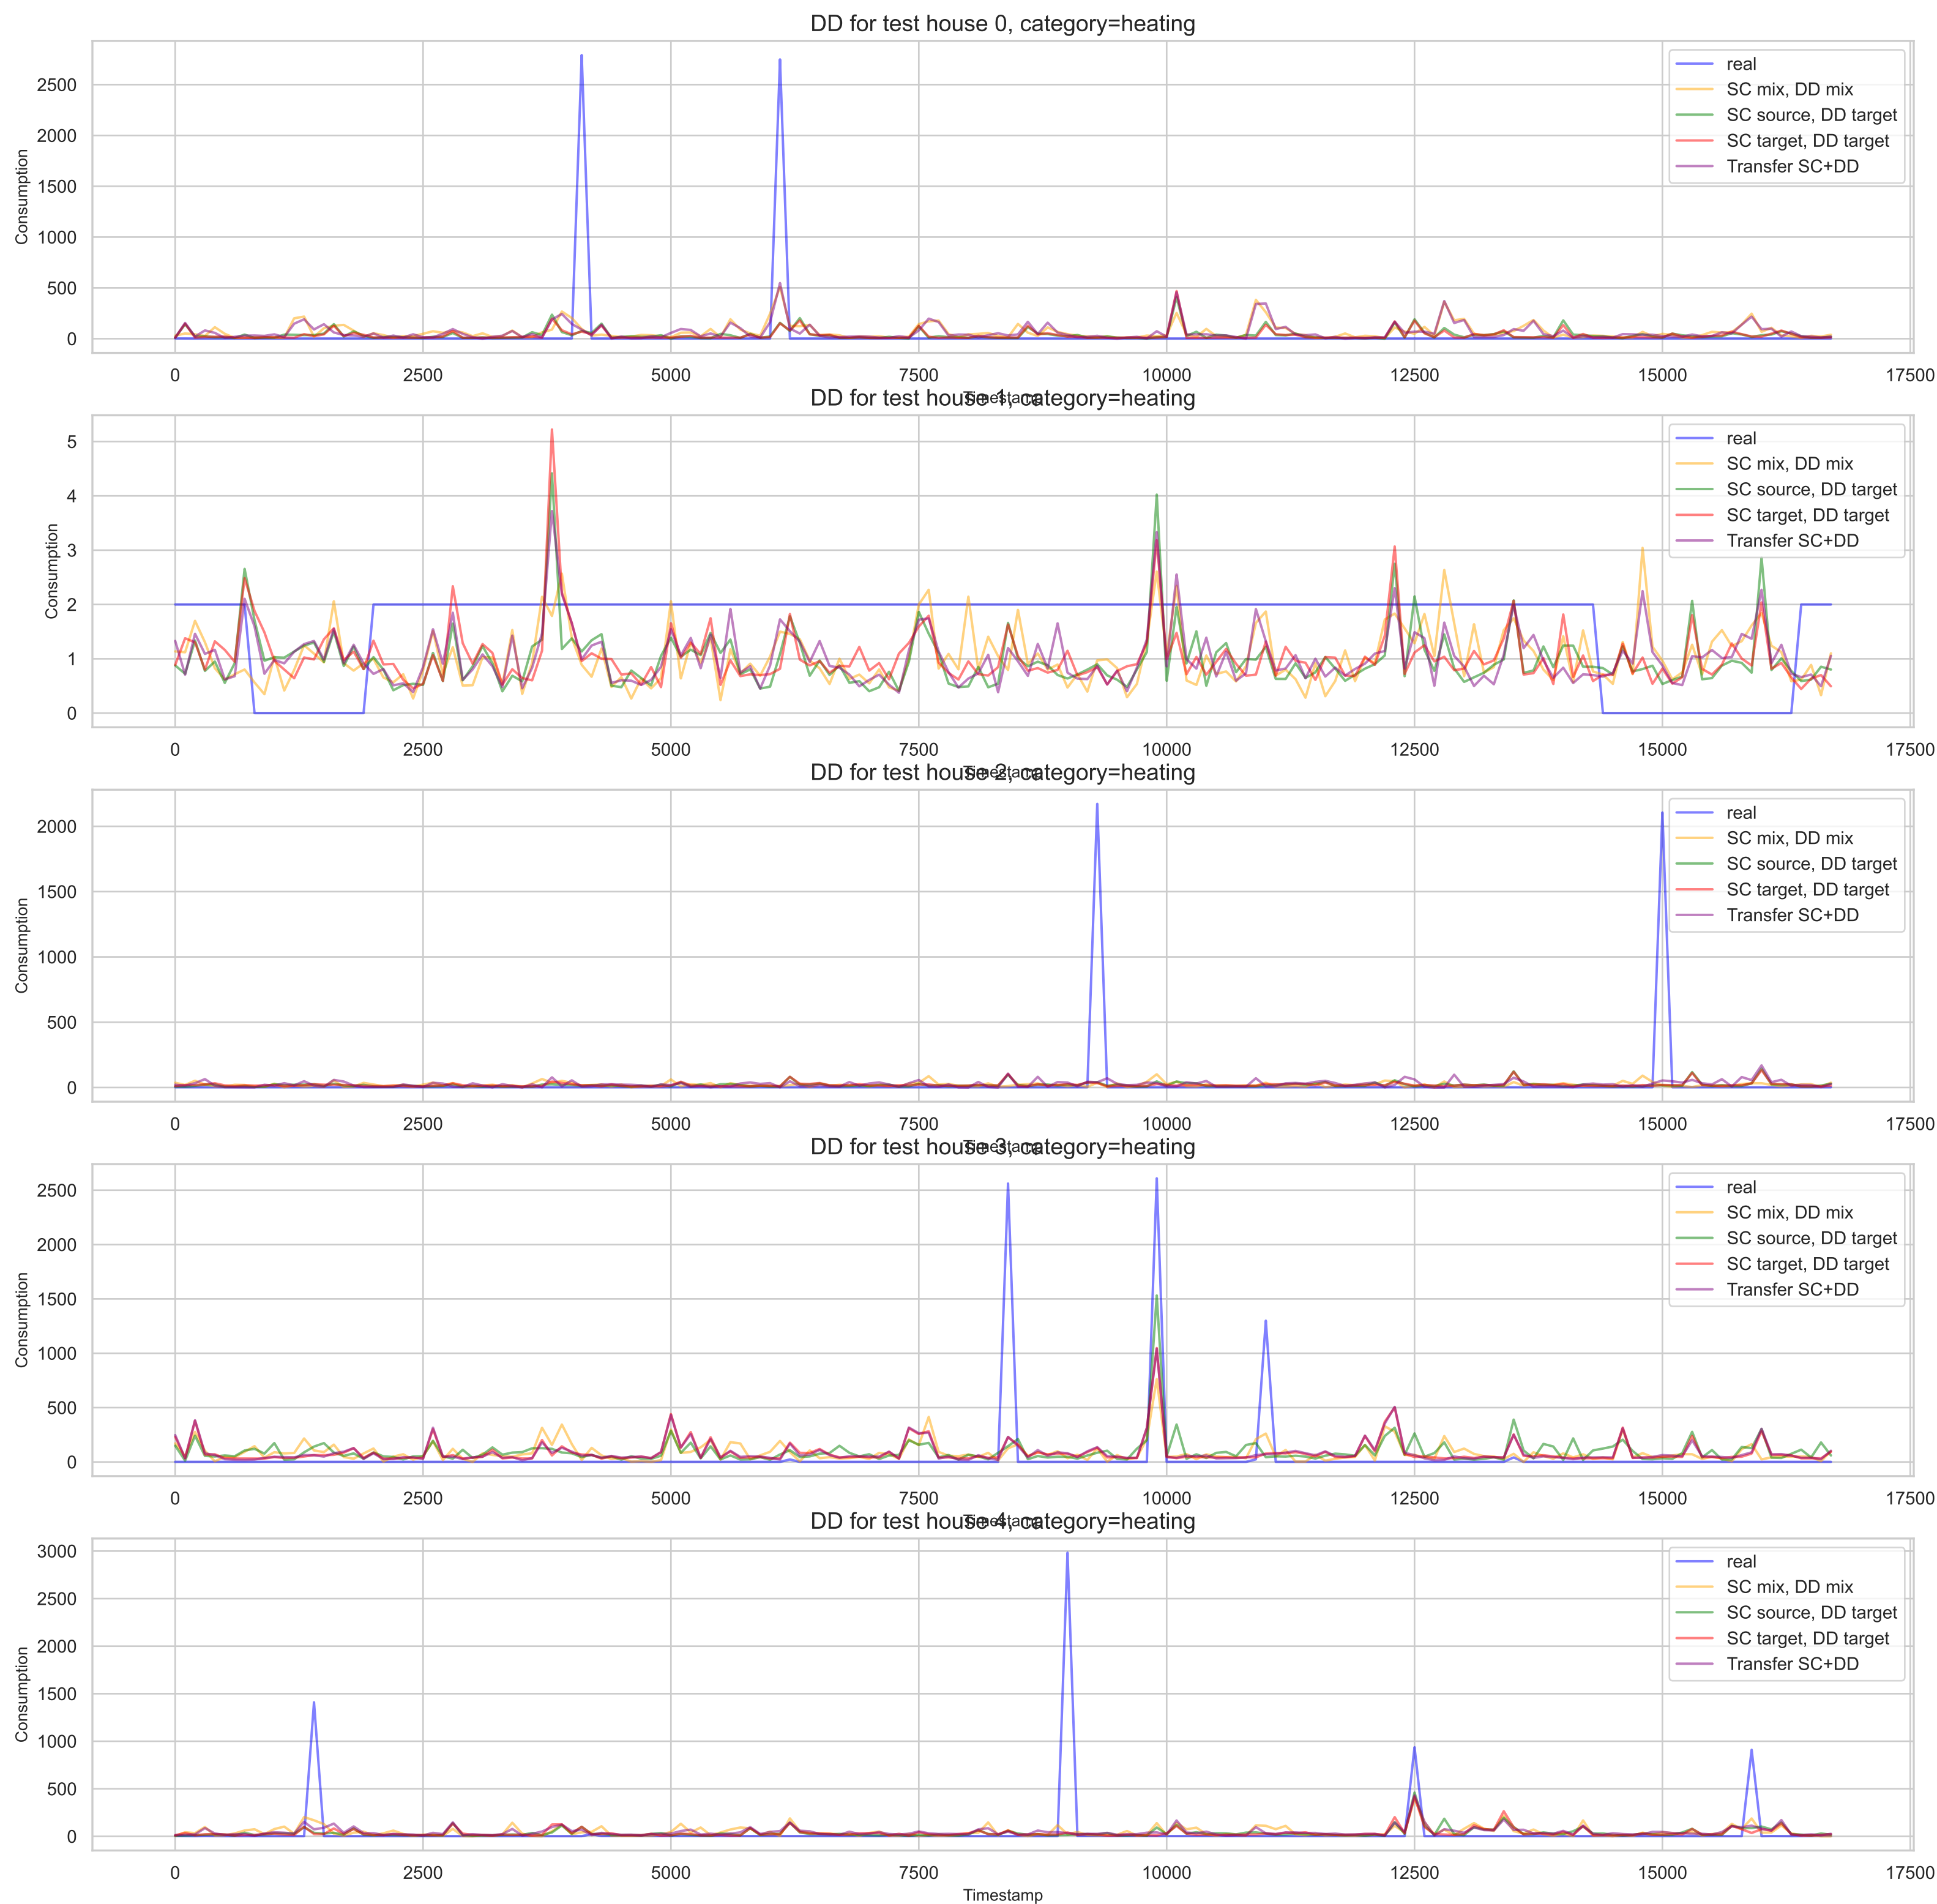 DD for test house 0, category=heating
Consumption
2500
2000
1500
1000
500
0
real
SC mix, DD mix
SC source, DD target
SC target, DD target
Transfer SC+DD
0 2500 5000 7500 10000 12500 15000 17500
Timestamp
DD for test house 1, category=heating
Consumption
5
4
3
2
1
0
real
SC mix, DD mix
SC source, DD target
SC target, DD target
Transfer SC+DD
0 2500 5000 7500 10000 12500 15000 17500
Timestamp
DD for test house 2, category=heating
Consumption
2000
1500
1000
500
0
real
SC mix, DD mix
SC source, DD target
SC target, DD target
Transfer SC+DD
0 2500 5000 7500 10000 12500 15000 17500
Timestamp
DD for test house 3, category=heating
Consumption
2500
2000
1500
1000
500
0
real
SC mix, DD mix
SC source, DD target
SC target, DD target
Transfer SC+DD
0 2500 5000 7500 10000 12500 15000 17500
Timestamp
DD for test house 4, category=heating
Consumption
3000
2500
2000
1500
1000
500
0
real
SC mix, DD mix
SC source, DD target
SC target, DD target
Transfer SC+DD
0 2500 5000 7500 10000 12500 15000 17500
Timestamp